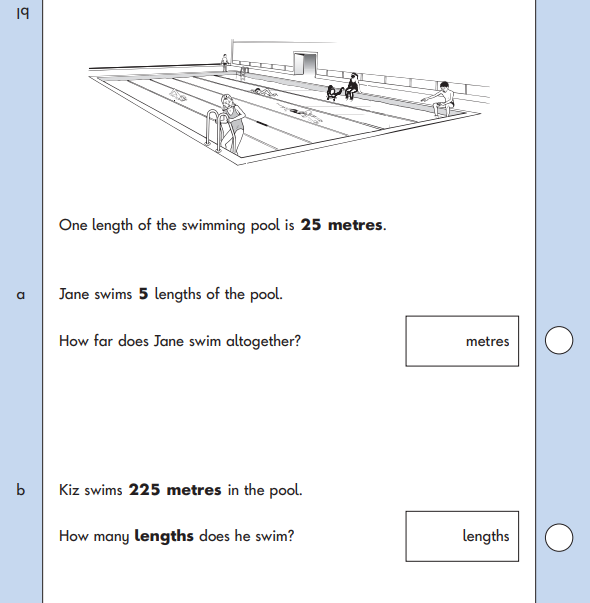 19
One length of the swimming pool is 25 metres.
a Jane swims 5 lengths of the pool.
How far does Jane swim altogether? metres
b Kiz swims 225 metres in the pool.
How many lengths does he swim? lengths